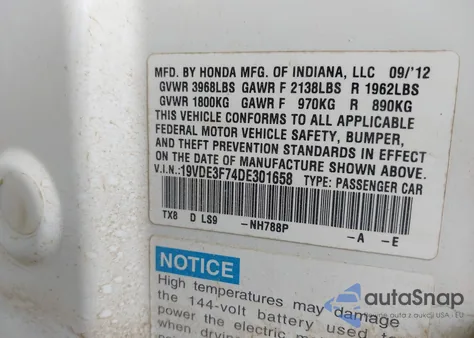 MFD. BY HONDA MFG. OF INDIANA, LLC 09/'12
GVWR 3968LBS GAWR F 2138LBS R 1962LBS
GVWR 1800KG GAWR F 970KG R 890KG
THIS VEHICLE CONFORMS TO ALL APPLICABLE
FEDERAL MOTOR VEHICLE SAFETY, BUMPER,
AND THEFT PREVENTION STANDARDS IN EFFECT
ON THE DATE OF MANUFACTURE SHOWN ABOVE.
V.I.N.:19VDE3F74DE301658 TYPE: PASSENGER CAR
TX8 D LS9 -NH788P -A -E
NOTICE
High temperatures may damage
the 144-volt battery used to
power the electric
when
autoSnap